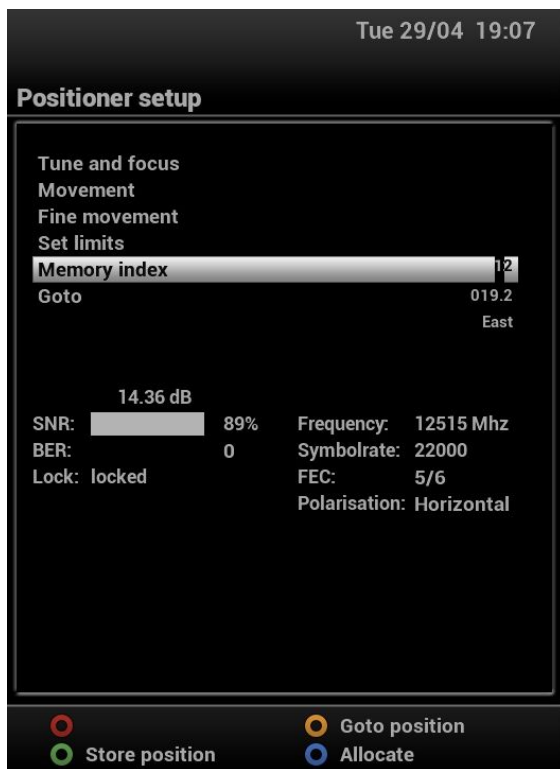 Tue 29/04 19:07
Positioner setup
Tune and focus
Movement
Fine movement
Set limits
Memory index 12
Goto 019.2
East
14.36 dB
SNR: 89% Frequency: 12515 Mhz
BER: 0 Symbolrate: 22000
Lock: locked FEC: 5/6
Polarisation: Horizontal
Goto position
Store position Allocate